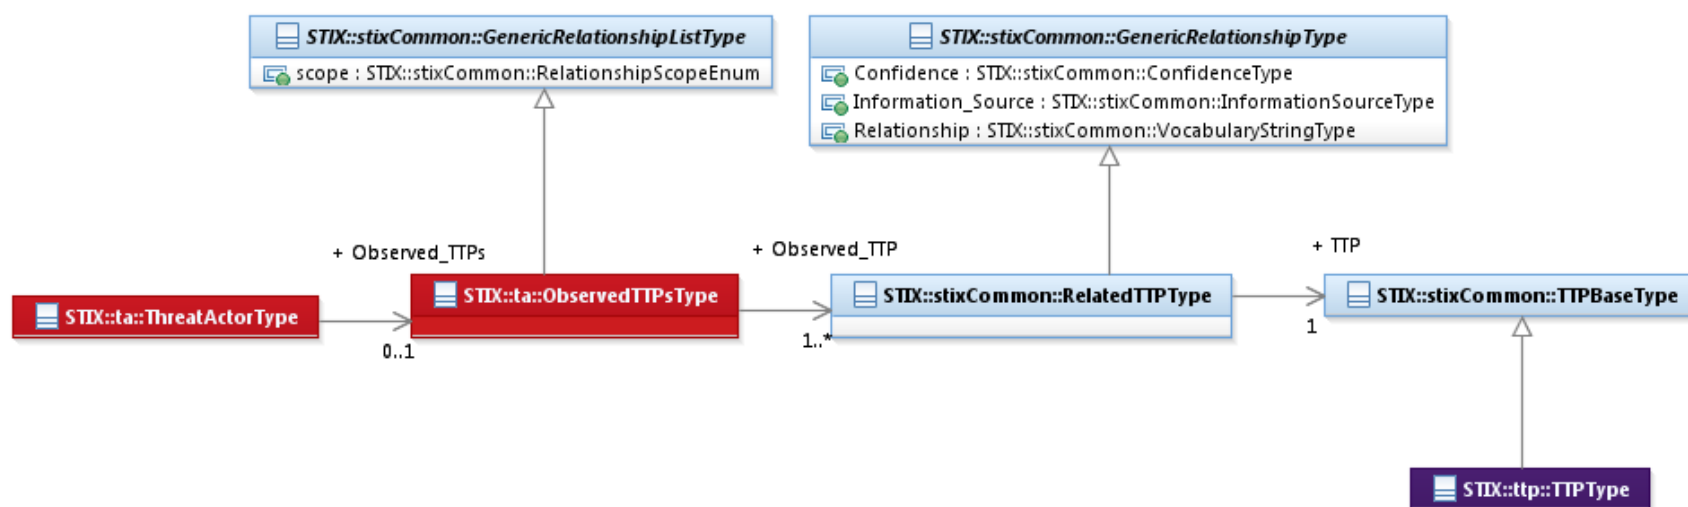 STIX::stixCommon::GenericRelationshipListType
scope : STIX::stixCommon::RelationshipScopeEnum
STIX::stixCommon::GenericRelationshipType
Confidence : STIX::stixCommon::ConfidenceType
Information_Source : STIX::stixCommon::InformationSourceType
Relationship : STIX::stixCommon::VocabularyStringType
+ Observed_TTPs
+ Observed_TTP
+ TTP
STIX::ta::ThreatActorType
0..1
STIX::ta::ObservedTTPsType
1..*
STIX::stixCommon::RelatedTTPType
1
STIX::stixCommon::TTPBaseType
STIX::ttp::TTPType